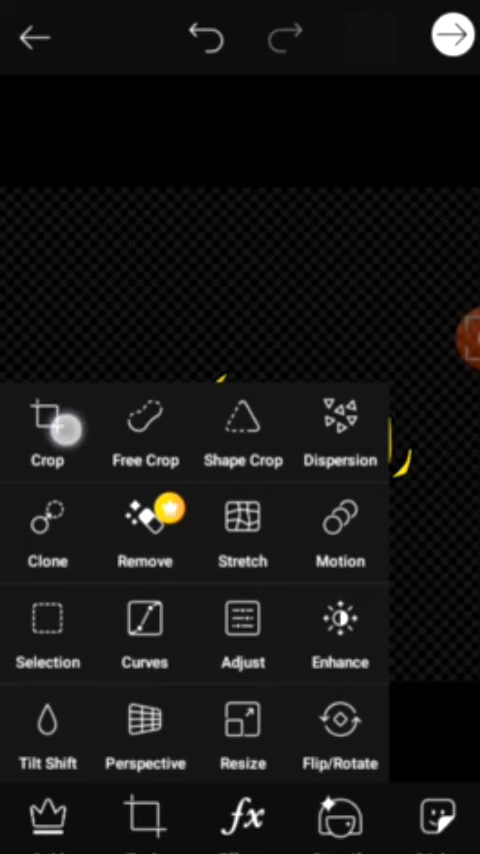 Crop Free Crop Shape Crop Dispersion
Clone Remove Stretch Motion
Selection Curves Adjust Enhance
Tilt Shift Perspective Resize Flip/Rotate
fx